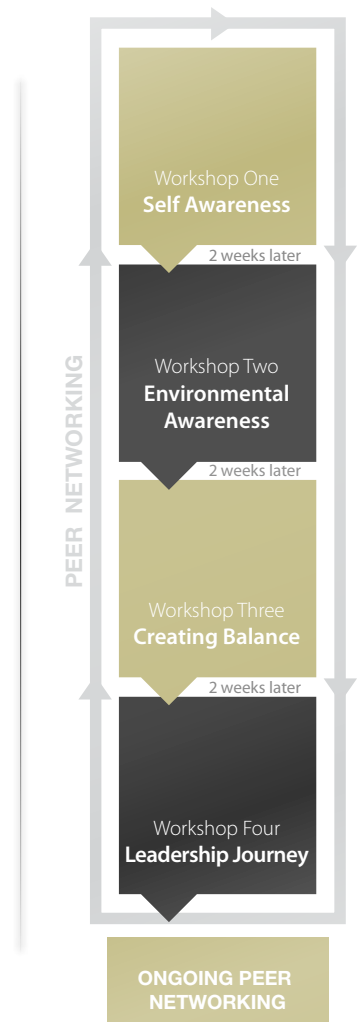 Workshop One
Self Awareness
2 weeks later
Workshop Two
Environmental
Awareness
2 weeks later
PEER NETWORKING
Workshop Three
Creating Balance
2 weeks later
Workshop Four
Leadership Journey
ONGOING PEER
NETWORKING